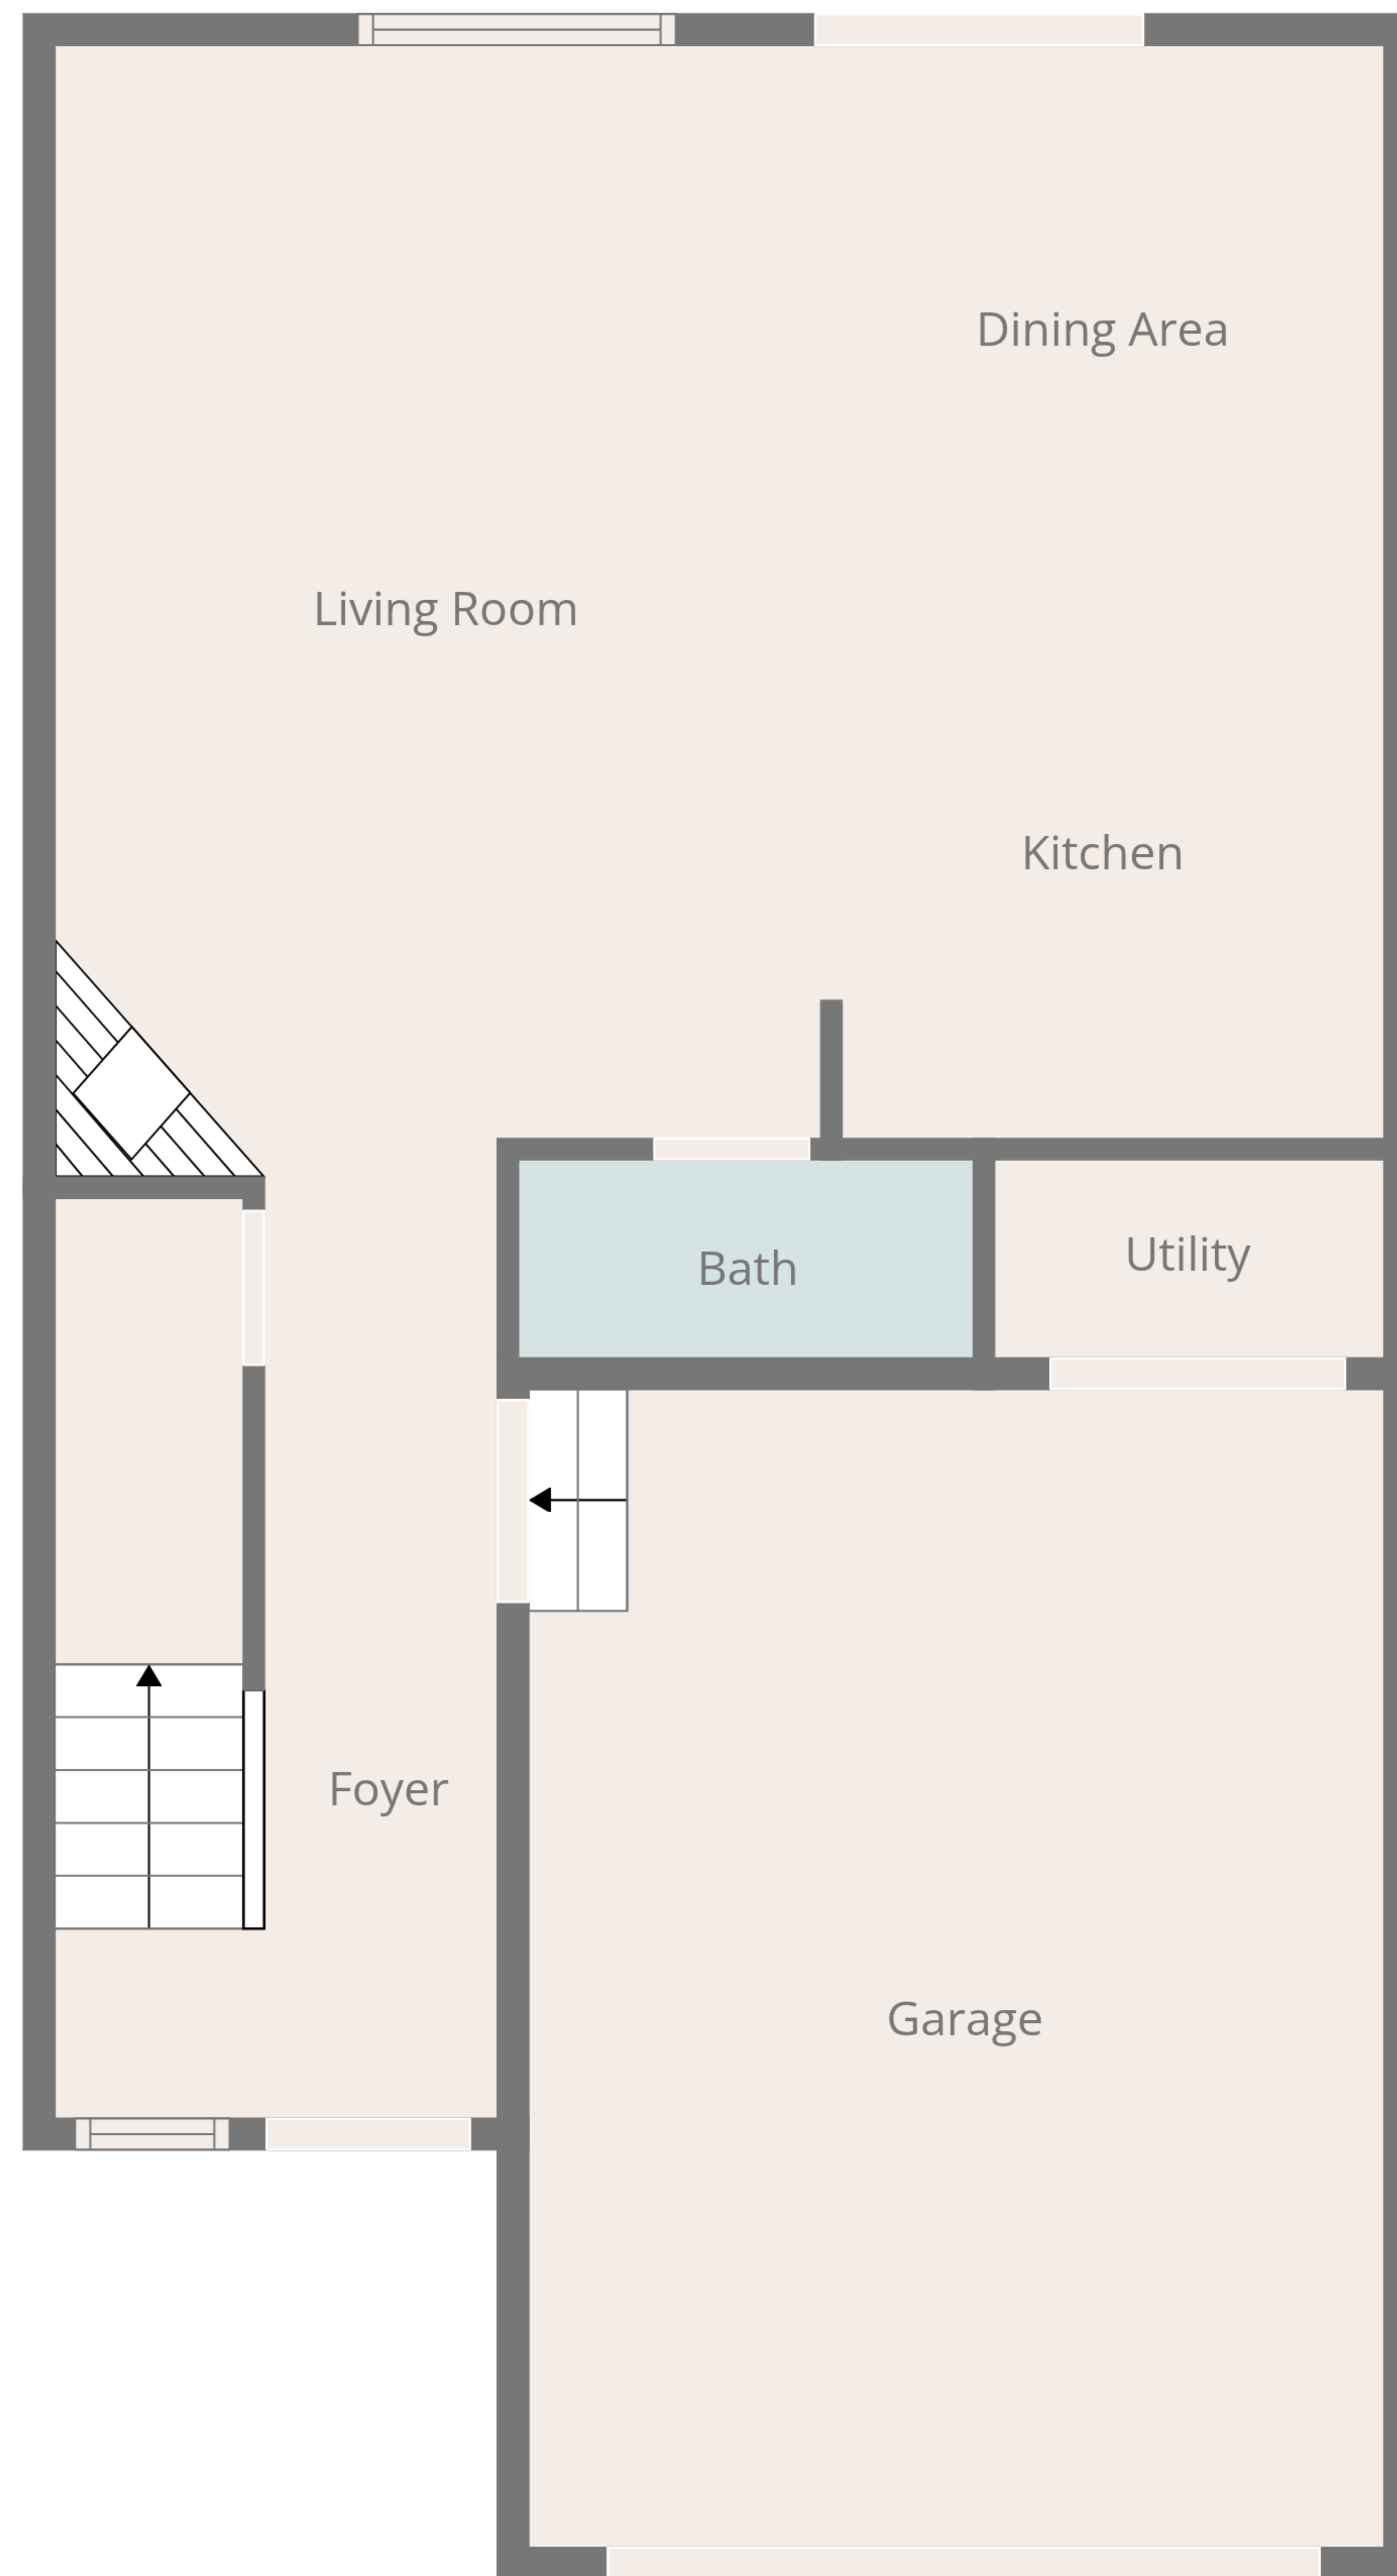 Dining Area
Living Room
Kitchen
Bath
Utility
Foyer
Garage